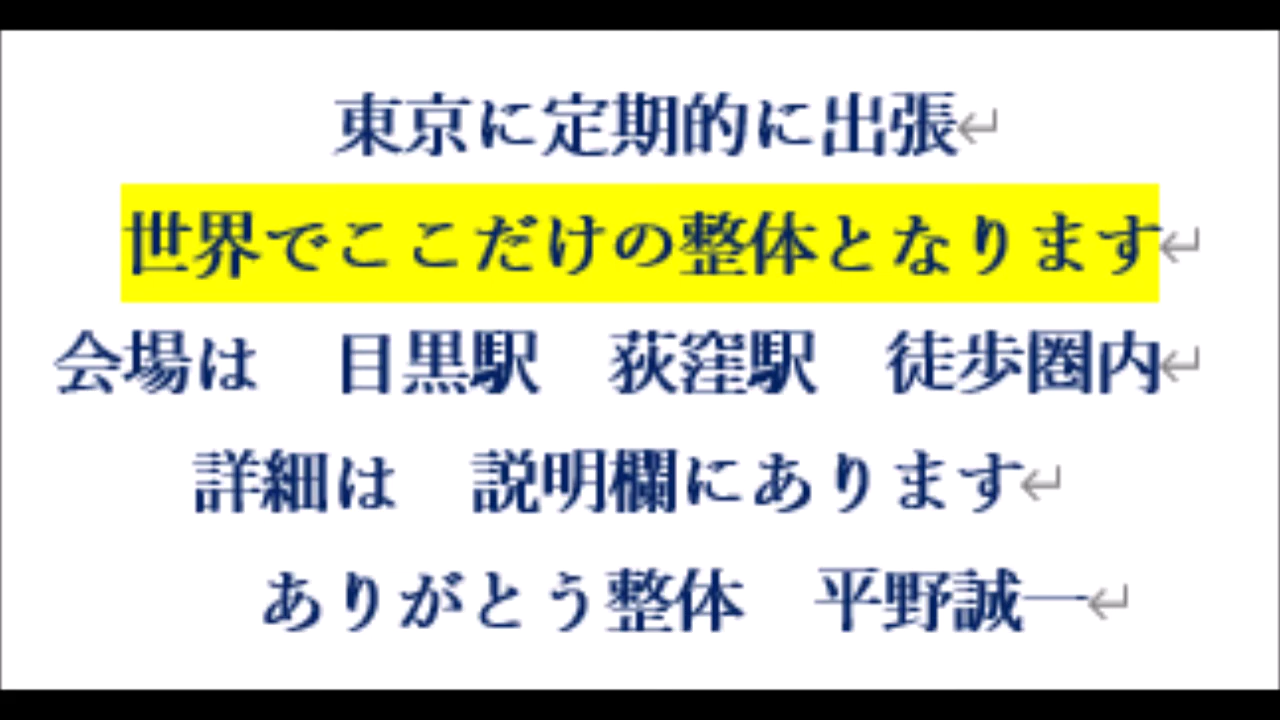 東京に定期的に出張
世界でここだけの整体となります
会場は　目黒駅　荻窪駅　徒歩圏内
詳細は　説明欄にあります
ありがとう整体　平野誠一